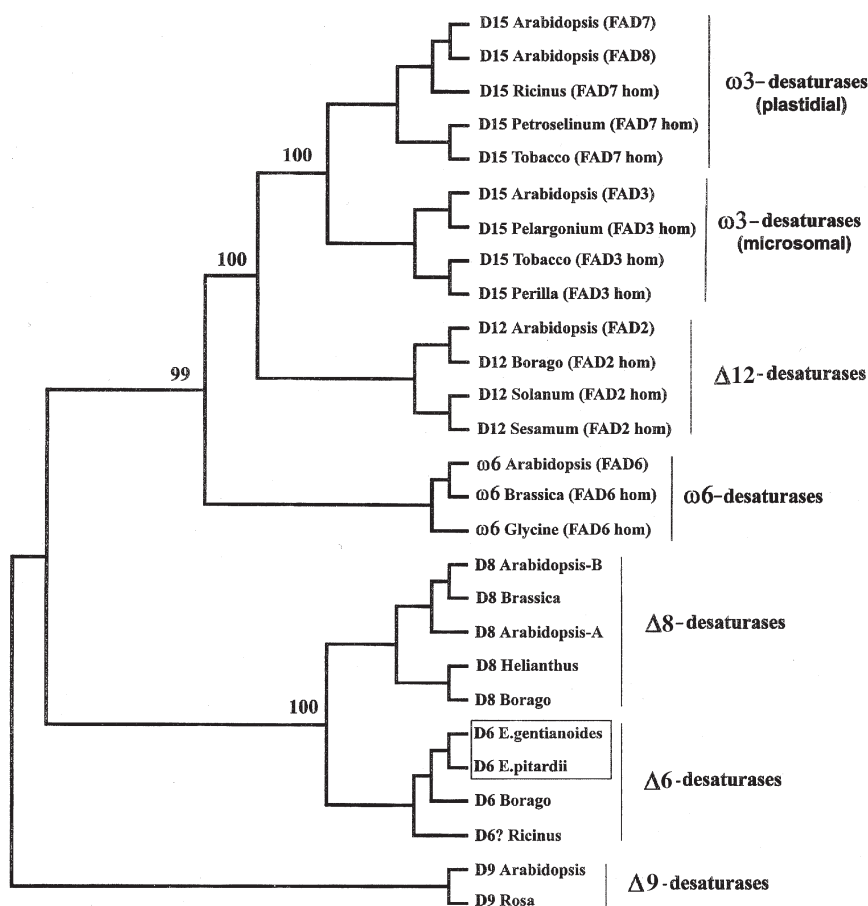 D15 Arabidopsis (FAD7)
D15 Arabidopsis (FAD8)
D15 Ricinus (FAD7 hom)
D15 Petroselinum (FAD7 hom)
D15 Tobacco (FAD7 hom)
ω3-desaturases
(plastidial)
100
D15 Arabidopsis (FAD3)
D15 Pelargonium (FAD3 hom)
D15 Tobacco (FAD3 hom)
D15 Perilla (FAD3 hom)
ω3-desaturases
(microsomal)
100
D12 Arabidopsis (FAD2)
D12 Borago (FAD2 hom)
D12 Solanum (FAD2 hom)
D12 Sesamum (FAD2 hom)
Δ12-desaturases
99
ω6 Arabidopsis (FAD6)
ω6 Brassica (FAD6 hom)
ω6 Glycine (FAD6 hom)
ω6-desaturases
D8 Arabidopsis-B
D8 Brassica
D8 Arabidopsis-A
D8 Helianthus
D8 Borago
Δ8-desaturases
100
D6 E.gentianoides
D6 E.pitardii
D6 Borago
D6? Ricinus
Δ6-desaturases
D9 Arabidopsis
D9 Rosa
Δ9-desaturases